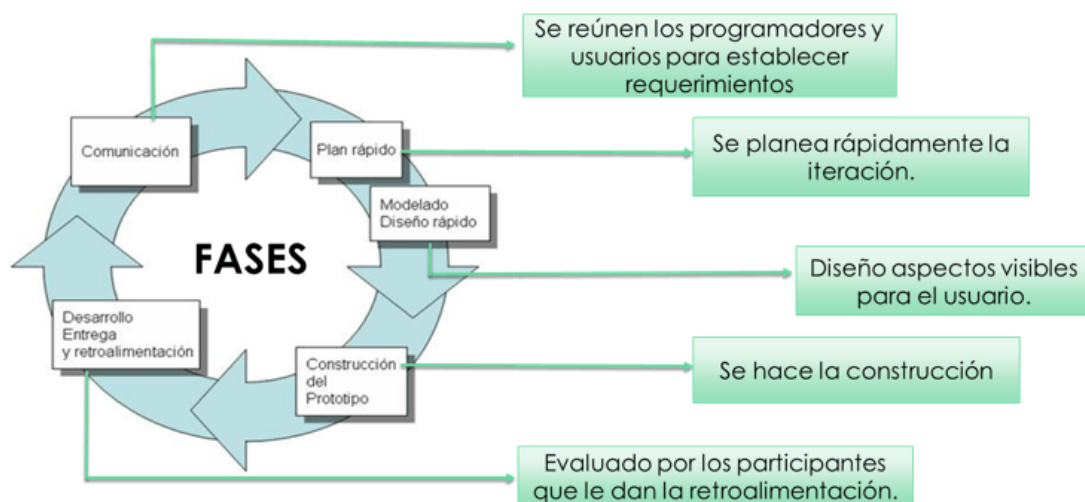 Se reúnen los programadores y
usuarios para establecer
requerimientos
Comunicación
Plan rápido
Se planea rápidamente la
iteración.
Modelado
Diseño rápido
FASES
Diseño aspectos visibles
para el usuario.
Desarrollo
Entrega
y retroalimentación
Construcción
del
Prototipo
Se hace la construcción
Evaluado por los participantes
que le dan la retroalimentación.